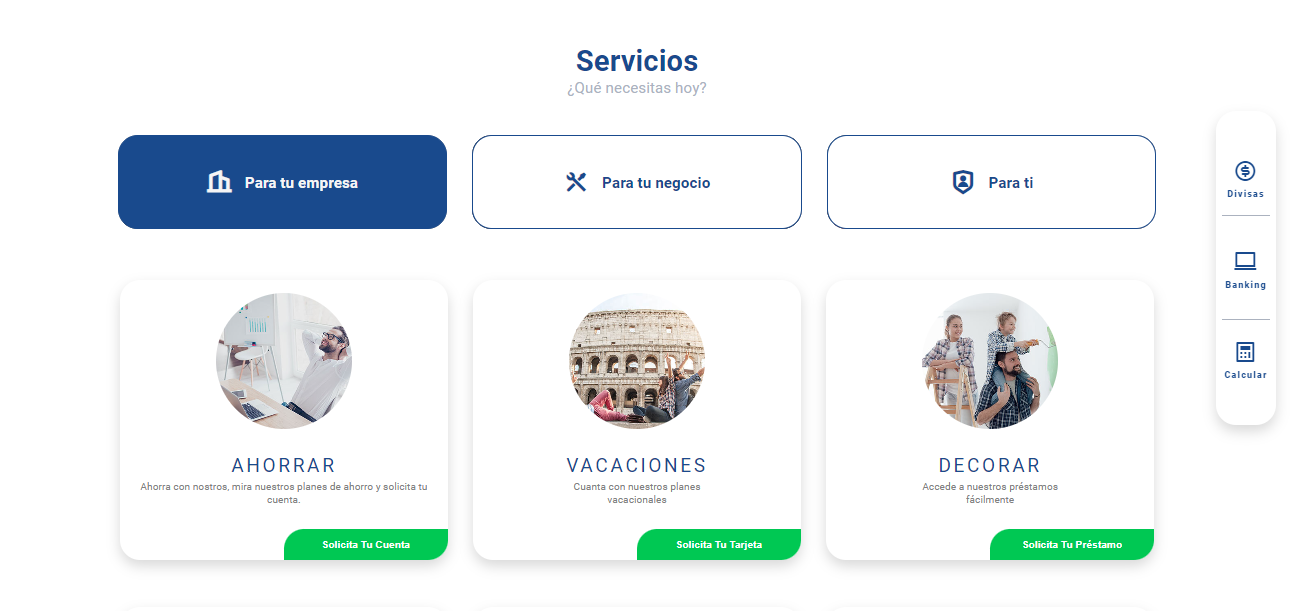 Servicios
¿Qué necesitas hoy?
Para tu empresa
Para tu negocio
Para ti
Divisas
Banking
Calcular
AHORRAR
Ahorra con nostros, mira nuestros planes de ahorro y solicita tu
cuenta.
Solicita Tu Cuenta
VACACIONES
Cuanta con nuestros planes
vacacionales
Solicita Tu Tarjeta
DECORAR
Accede a nuestros préstamos
fácilmente
Solicita Tu Préstamo